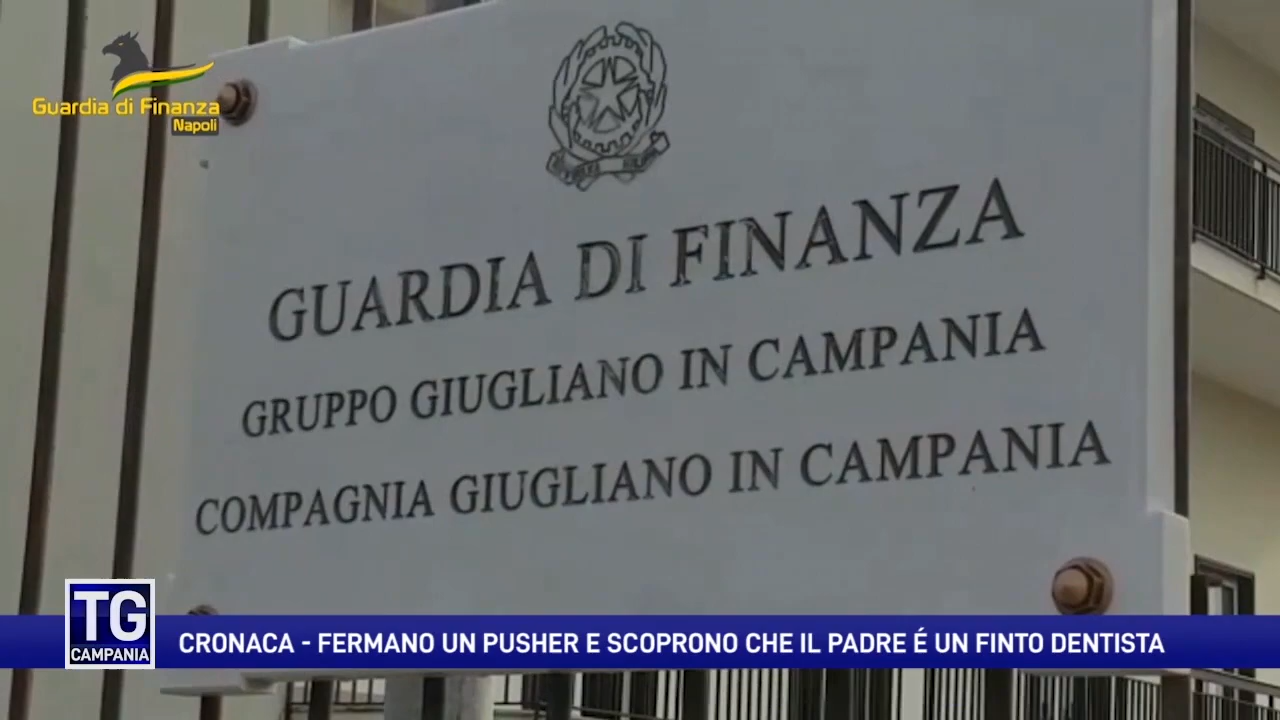 Guardia di Finanza
Napoli
GUARDIA DI FINANZA
GRUPPO GIUGLIANO IN CAMPANIA
COMPAGNIA GIUGLIANO IN CAMPANIA
TG
CAMPANIA
CRONACA - FERMANO UN PUSHER E SCOPRONO CHE IL PADRE É UN FINTO DENTISTA